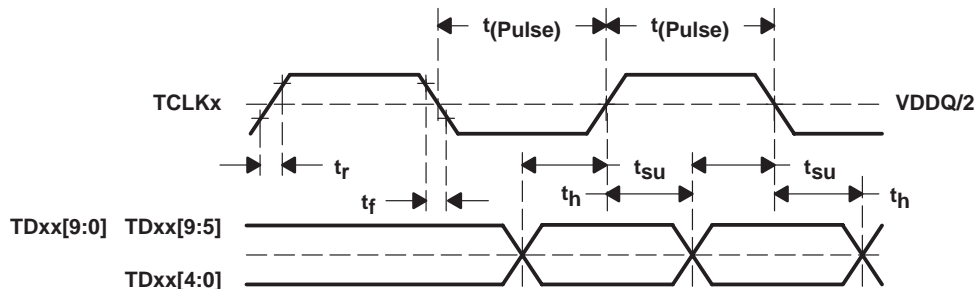 t(Pulse) t(Pulse)
TCLKx VDDQ/2
tr tsu tsu
tf th th
TDxx[9:0] TDxx[9:5]
TDxx[4:0]